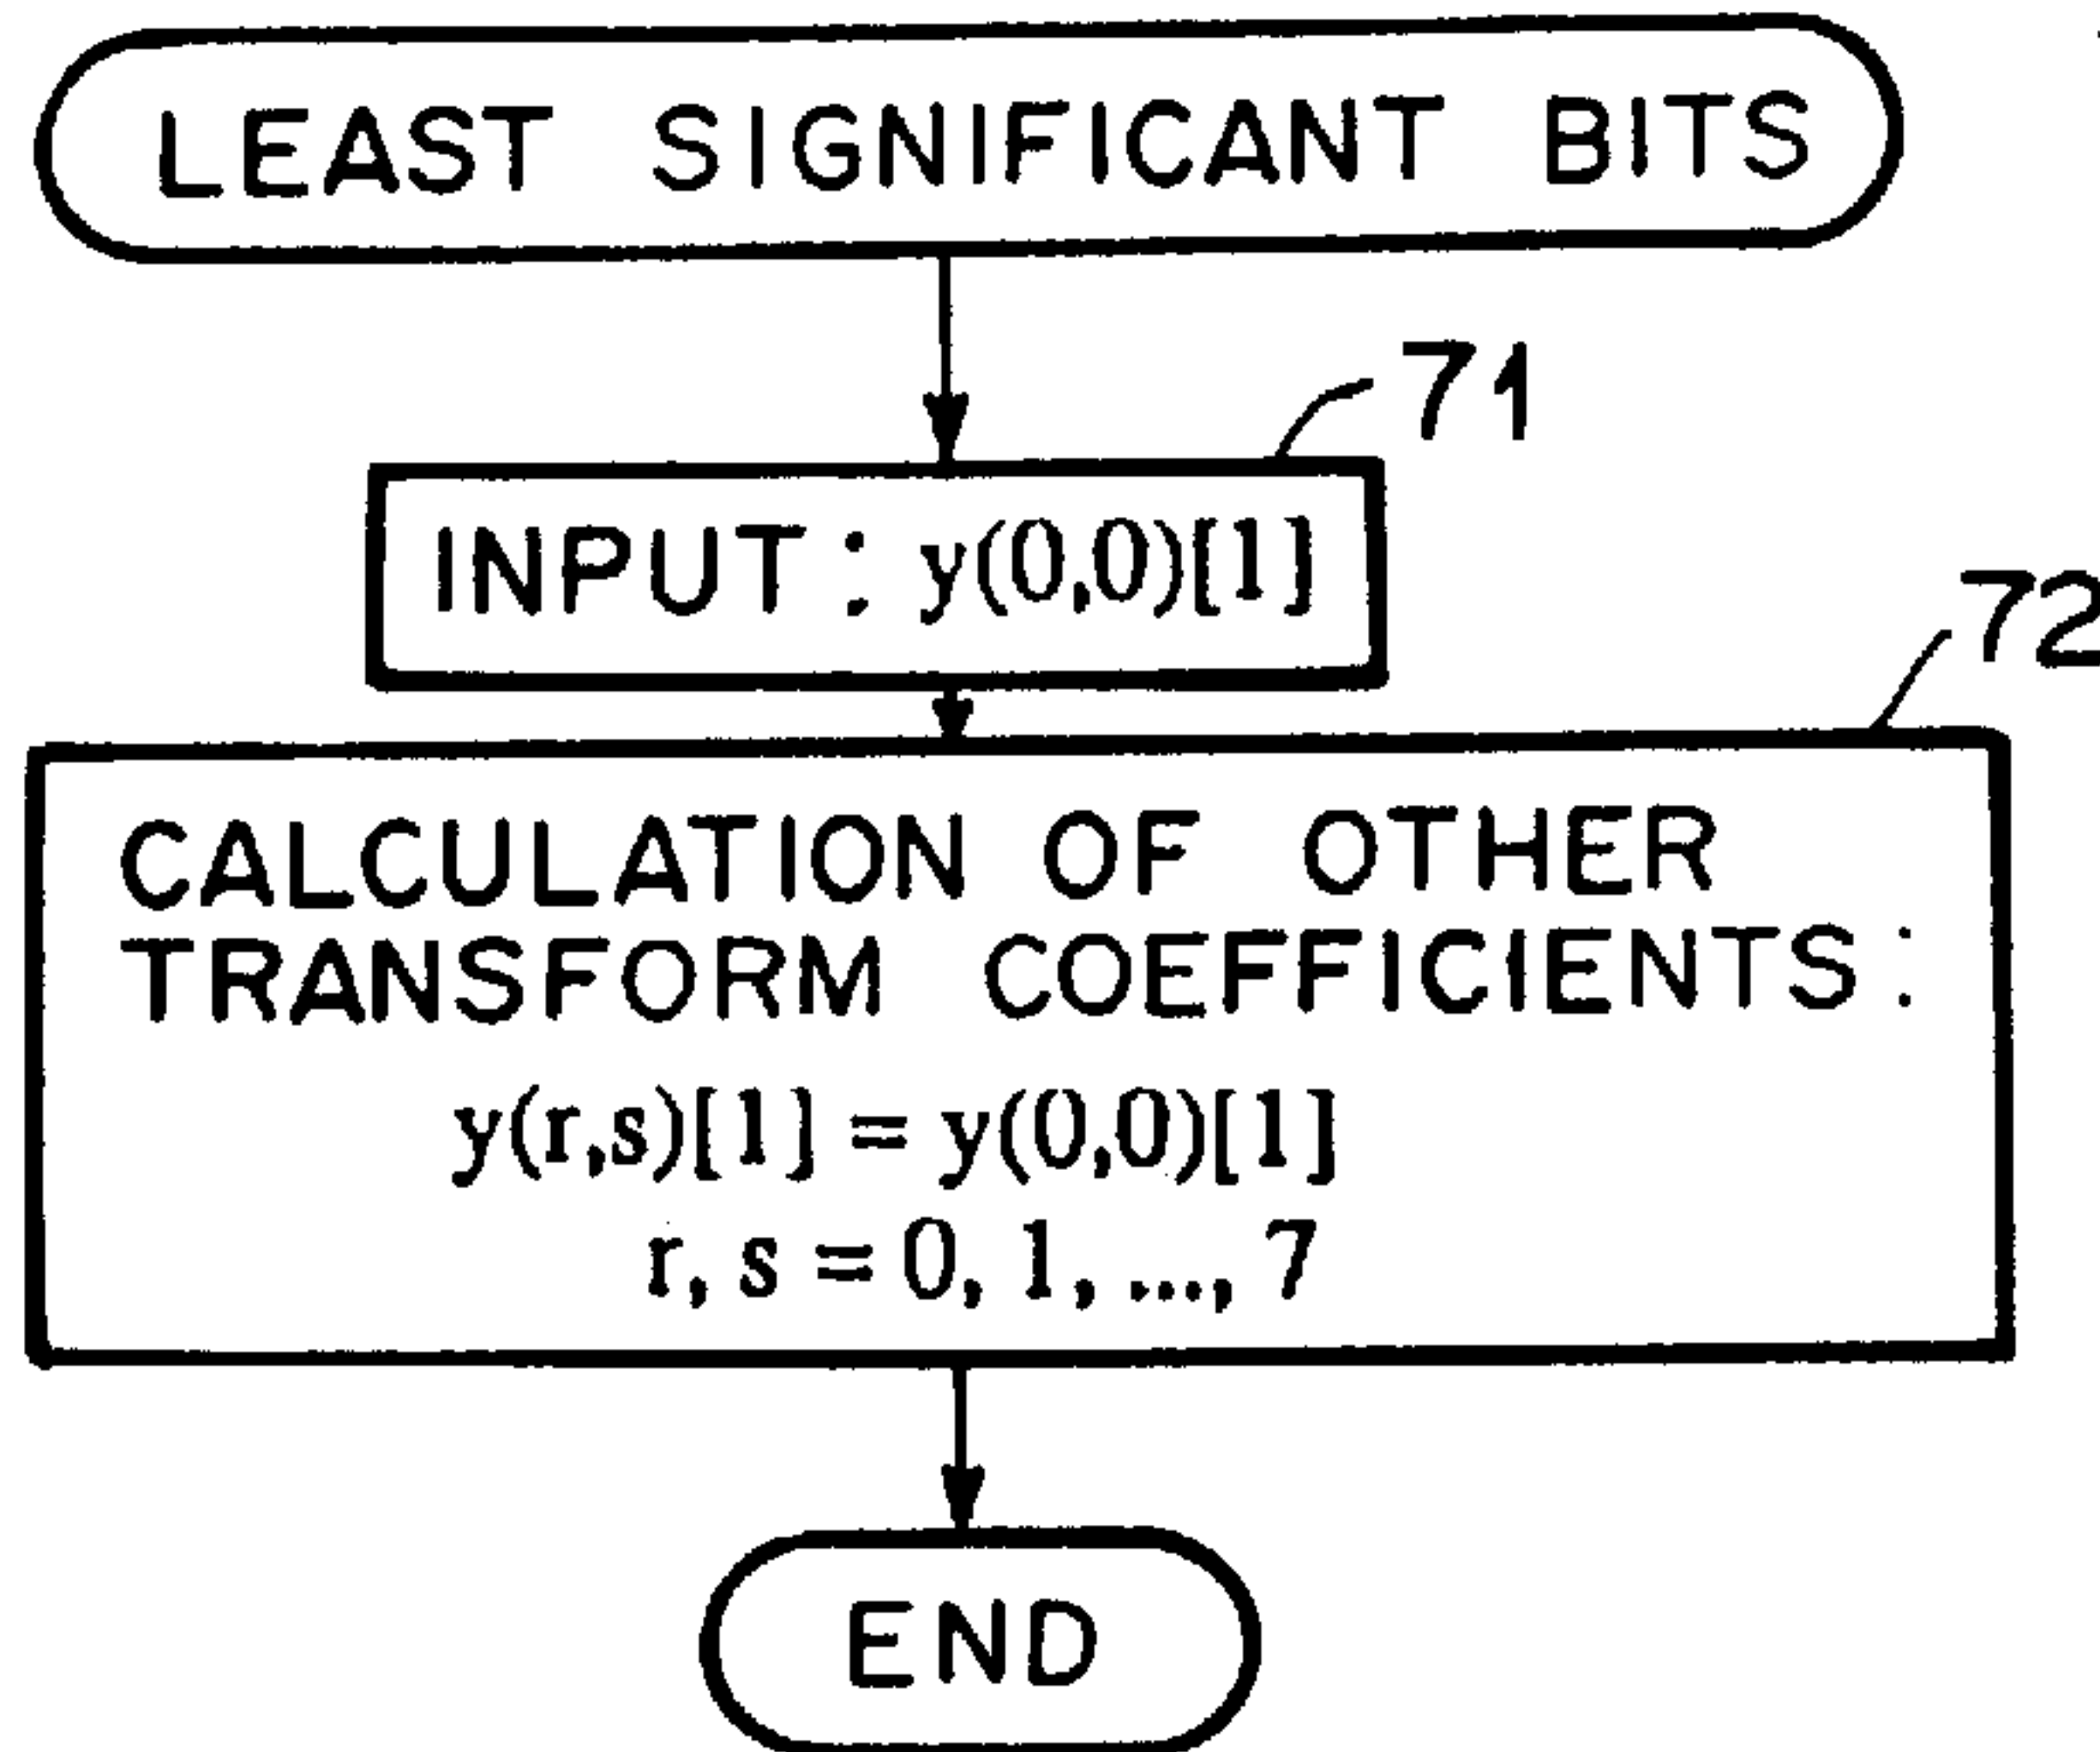 LEAST SIGNIFICANT BITS
71
INPUT: y(0,0)[1]
72
CALCULATION OF OTHER
TRANSFORM COEFFICIENTS:
y(r,s)[1] = y(0,0)[1]
r, s = 0, 1, ..., 7
END